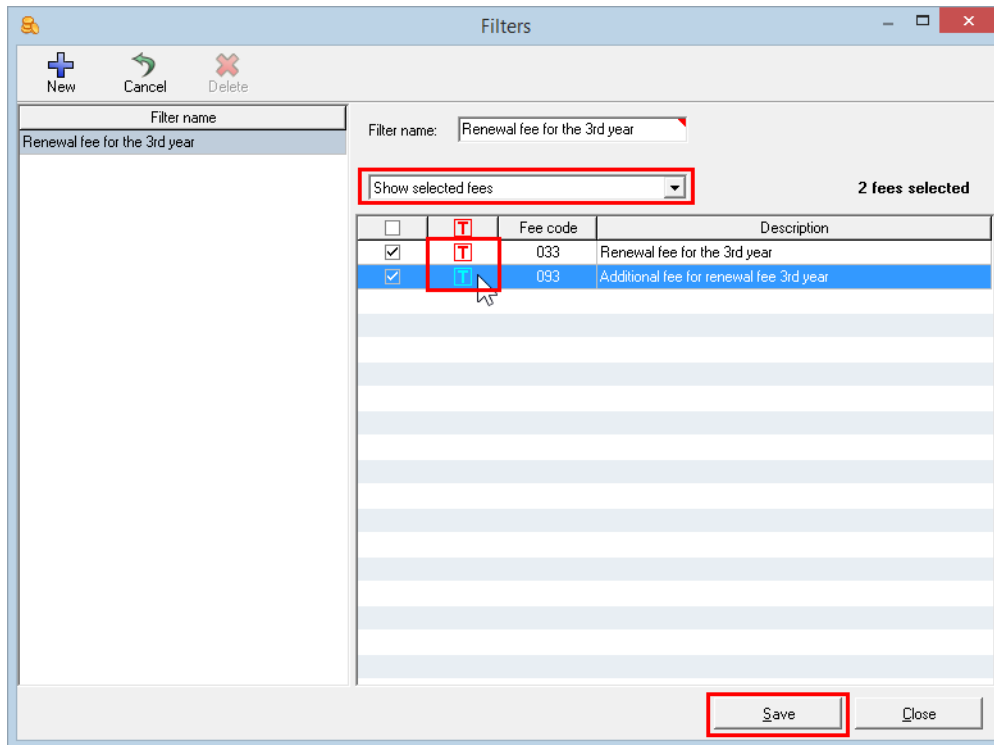 Filters
New Cancel Delete
Filter name
Renewal fee for the 3rd year
Filter name: Renewal fee for the 3rd year
Show selected fees 2 fees selected
T Fee code Description
T 033 Renewal fee for the 3rd year
T 093 Additional fee for renewal fee 3rd year
Save Close